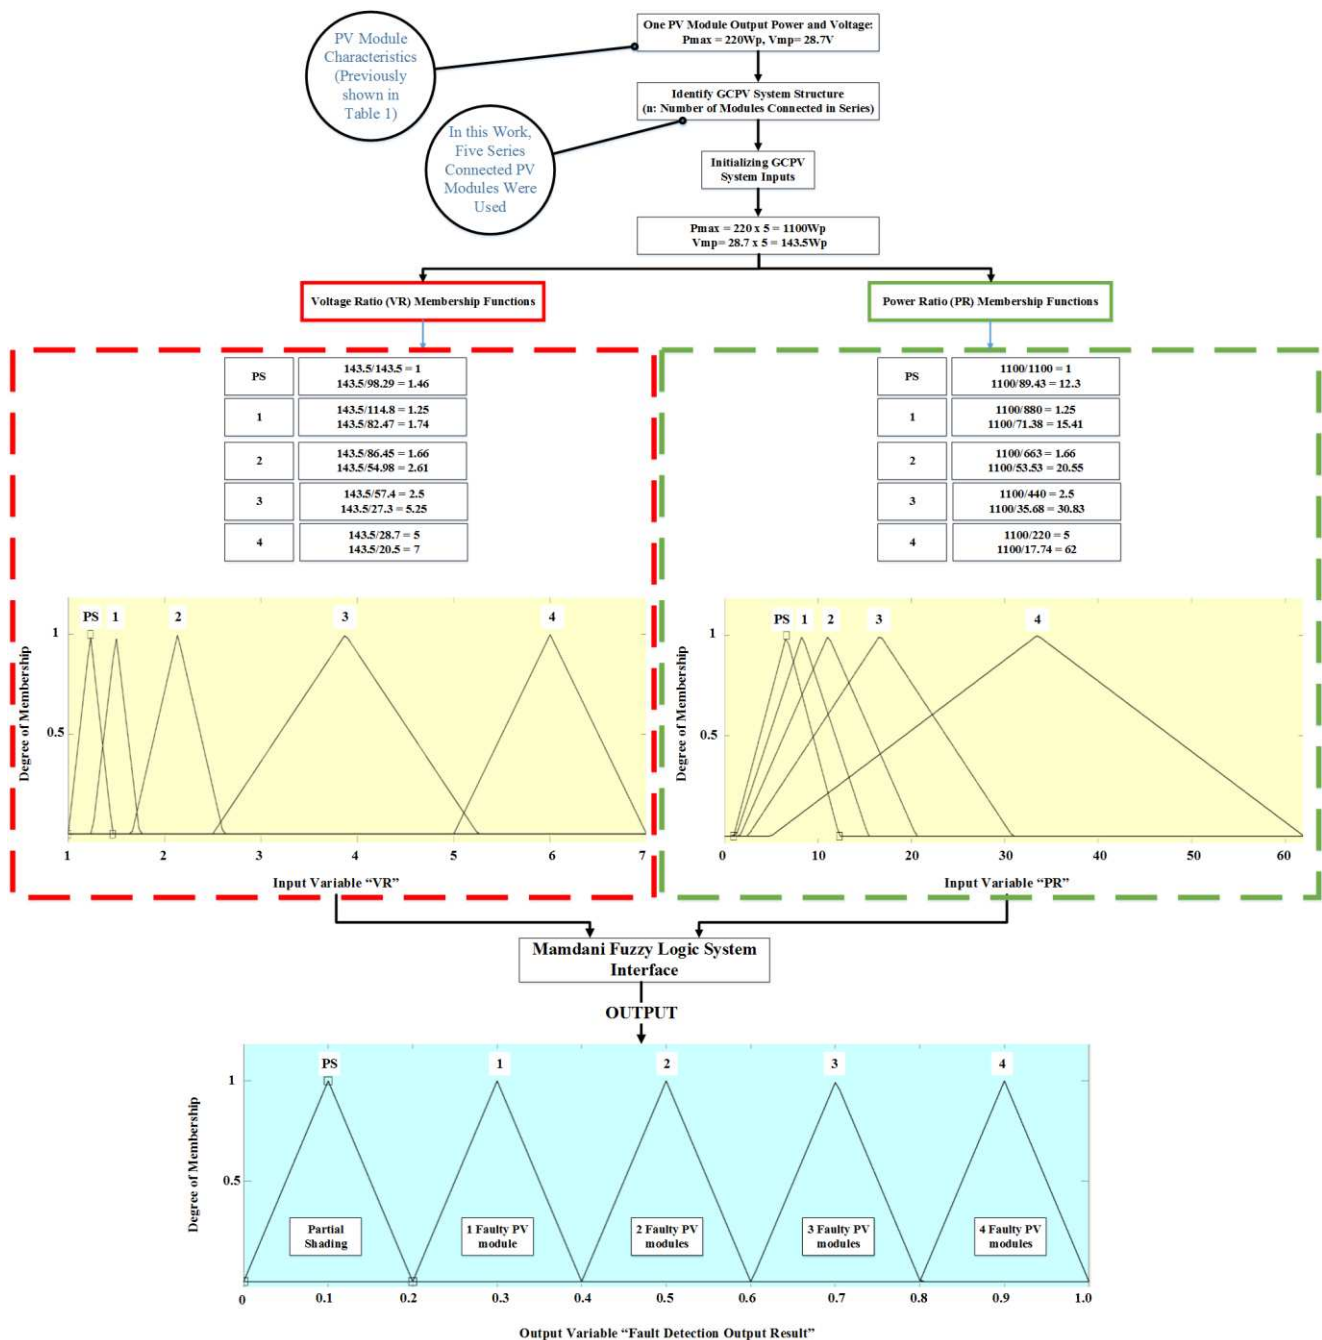 One PV Module Output Power and Voltage:
Pmax = 220Wp, Vmp= 28.7V
PV Module
Characteristics
(Previously
shown in
Table 1)
Identify GCPV System Structure
(n: Number of Modules Connected in Series)
In this Work,
Five Series
Connected PV
Modules Were
Used
Initializing GCPV
System Inputs
Pmax = 220 x 5 = 1100Wp
Vmp= 28.7 x 5 = 143.5Wp
Voltage Ratio (VR) Membership Functions
Power Ratio (PR) Membership Functions
PS
143.5/143.5 = 1
143.5/98.29 = 1.46
1
143.5/114.8 = 1.25
143.5/82.47 = 1.74
2
143.5/86.45 = 1.66
143.5/54.98 = 2.61
3
143.5/57.4 = 2.5
143.5/27.3 = 5.25
4
143.5/28.7 = 5
143.5/20.5 = 7
PS
1100/1100 = 1
1100/89.43 = 12.3
1
1100/880 = 1.25
1100/71.38 = 15.41
2
1100/663 = 1.66
1100/53.53 = 20.55
3
1100/440 = 2.5
1100/35.68 = 30.83
4
1100/220 = 5
1100/17.74 = 62
PS 1 2 3 4
1
0.5
Degree of Membership
1 2 3 4 5 6 7
Input Variable “VR”
PS 1 2 3 4
1
0.5
Degree of Membership
0 10 20 30 40 50 60
Input Variable “PR”
Mamdani Fuzzy Logic System
Interface
OUTPUT
PS 1 2 3 4
1
0.5
Degree of Membership
Partial
Shading
1 Faulty PV
module
2 Faulty PV
modules
3 Faulty PV
modules
4 Faulty PV
modules
0 0.1 0.2 0.3 0.4 0.5 0.6 0.7 0.8 0.9 1.0
Output Variable “Fault Detection Output Result”